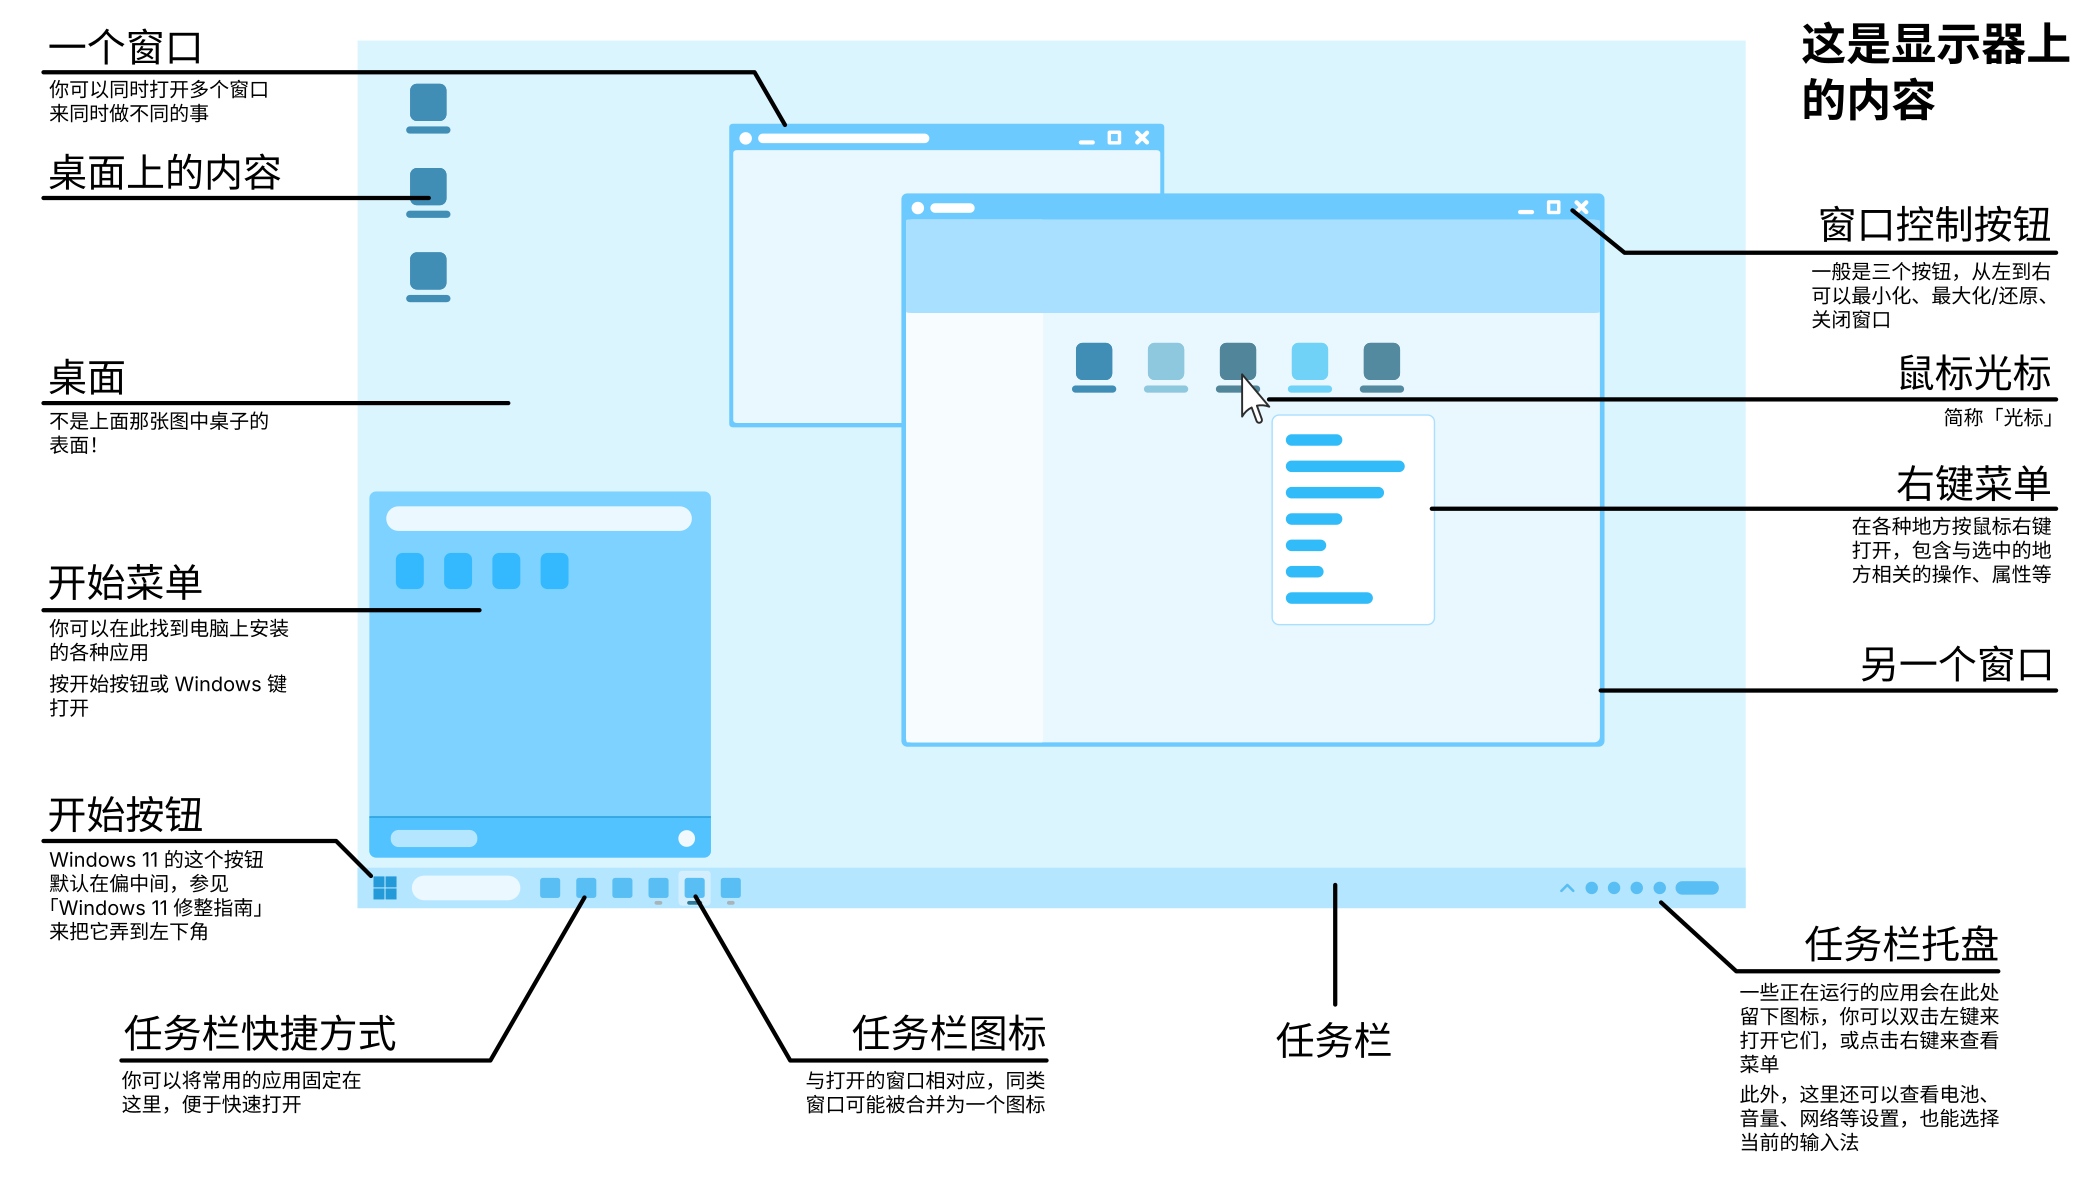 这是显示器上
的内容
一个窗口
你可以同时打开多个窗口
来同时做不同的事
桌面上的内容
桌面
不是上面那张图中桌子的
表面！
开始菜单
你可以在此找到电脑上安装
的各种应用
按开始按钮或 Windows 键
打开
开始按钮
Windows 11 的这个按钮
默认在偏中间，参见
「Windows 11 修整指南」
来把它弄到左下角
任务栏快捷方式
你可以将常用的应用固定在
这里，便于快速打开
任务栏图标
与打开的窗口相对应，同类
窗口可能被合并为一个图标
任务栏
窗口控制按钮
一般是三个按钮，从左到右
可以最小化、最大化/还原、
关闭窗口
鼠标光标
简称「光标」
右键菜单
在各种地方按鼠标右键
打开，包含与选中的地
方相关的操作、属性等
另一个窗口
任务栏托盘
一些正在运行的应用会在此处
留下图标，你可以双击左键来
打开它们，或点击右键来查看
菜单
此外，这里还可以查看电池、
音量、网络等设置，也能选择
当前的输入法